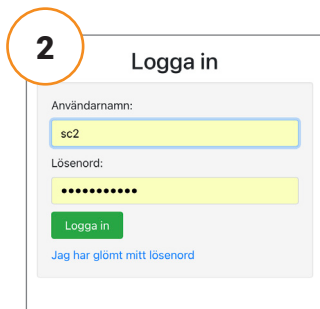 2
Logga in
Användarnamn:
sc2
Lösenord:
•••••••••••
Logga in
Jag har glömt mitt lösenord